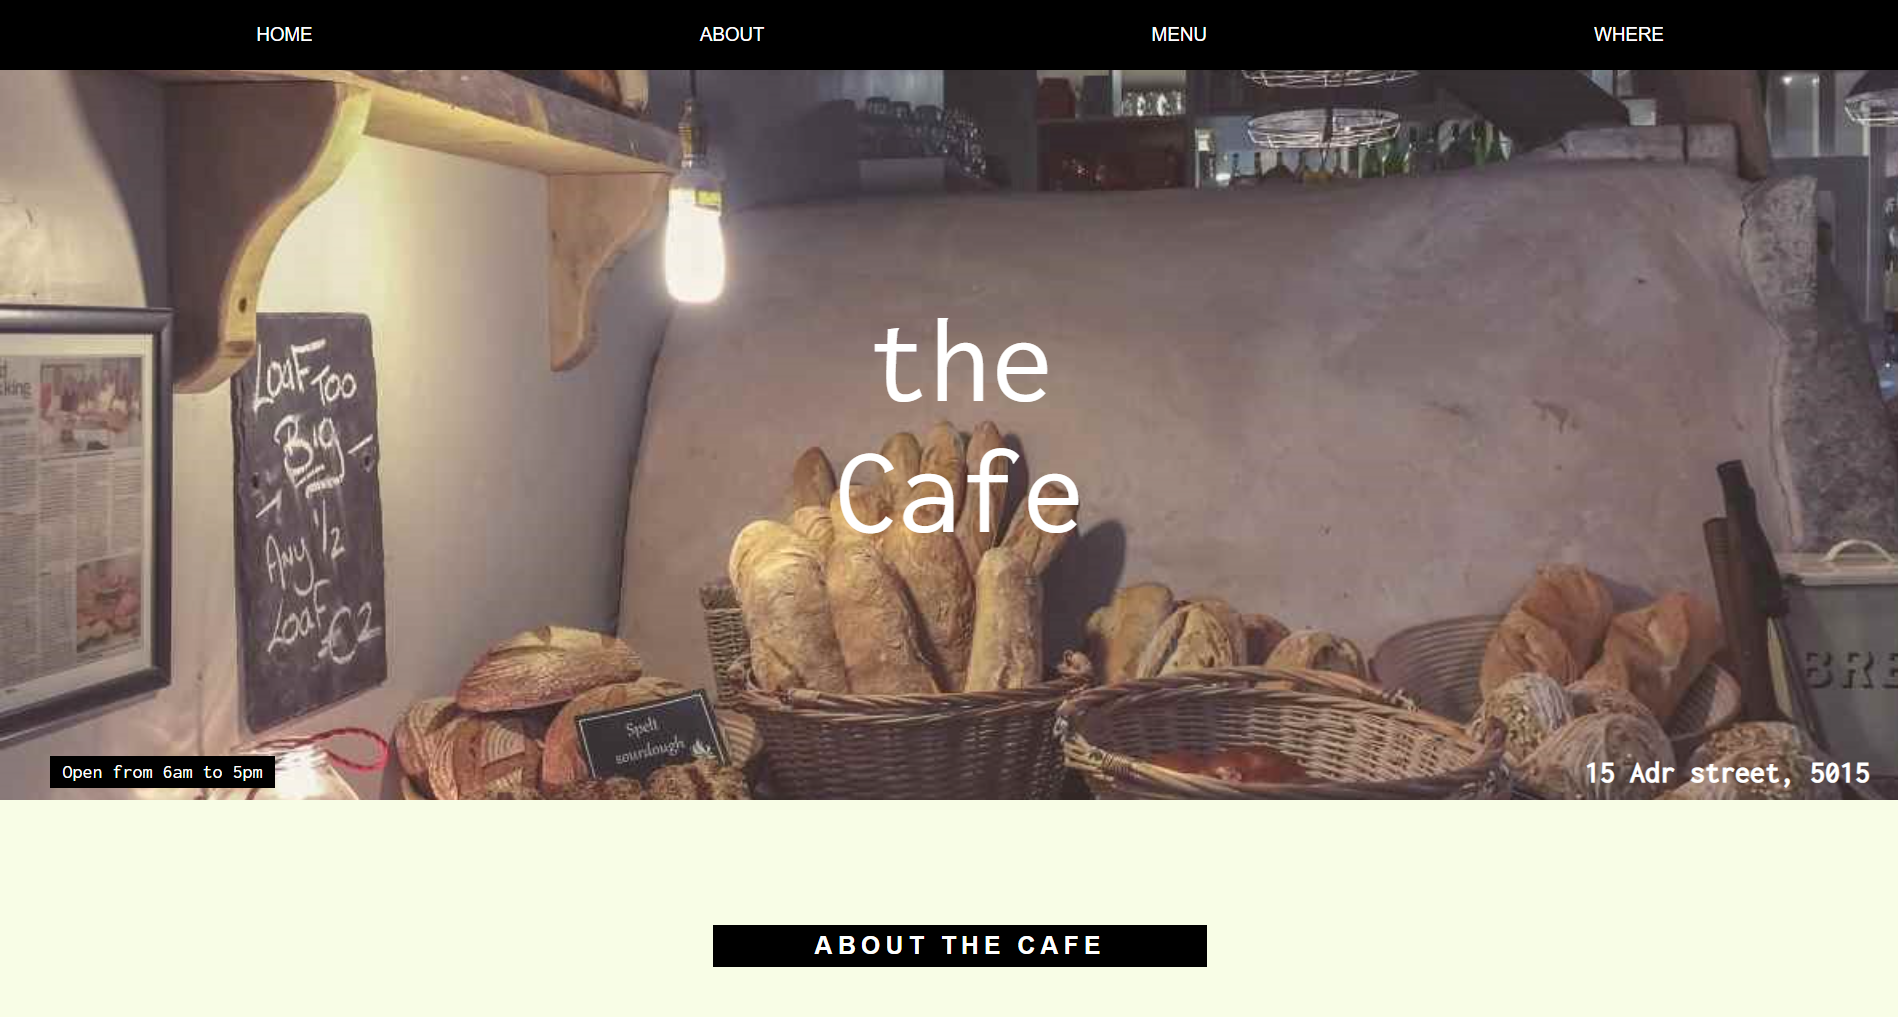 HOME ABOUT MENU WHERE
Loaf Too
Big
Any 1/2
Loaf €2
the
Cafe
Spelt
sourdough
BRE
Open from 6am to 5pm
15 Adr street, 5015
ABOUT THE CAFE